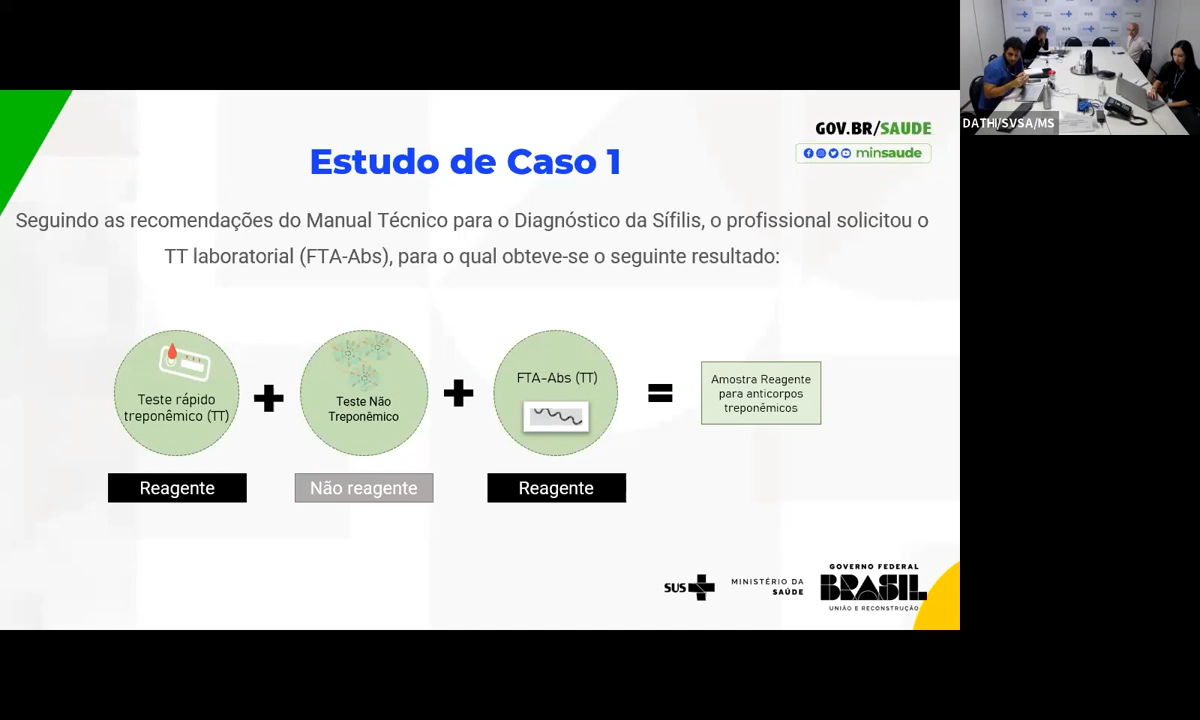 DATHI/SVSA/MS
GOV.BR/SAUDE
minsaude
Estudo de Caso 1
Seguindo as recomendações do Manual Técnico para o Diagnóstico da Sífilis, o profissional solicitou o
TT laboratorial (FTA-Abs), para o qual obteve-se o seguinte resultado:
Teste rápido
treponêmico (TT)
+
Teste Não
Treponêmico
+
FTA-Abs (TT)
=
Amostra Reagente
para anticorpos
treponêmicos
Reagente
Não reagente
Reagente
SUS
MINISTÉRIO DA
SAÚDE
GOVERNO FEDERAL
BRASIL
UNIÃO E RECONSTRUÇÃO